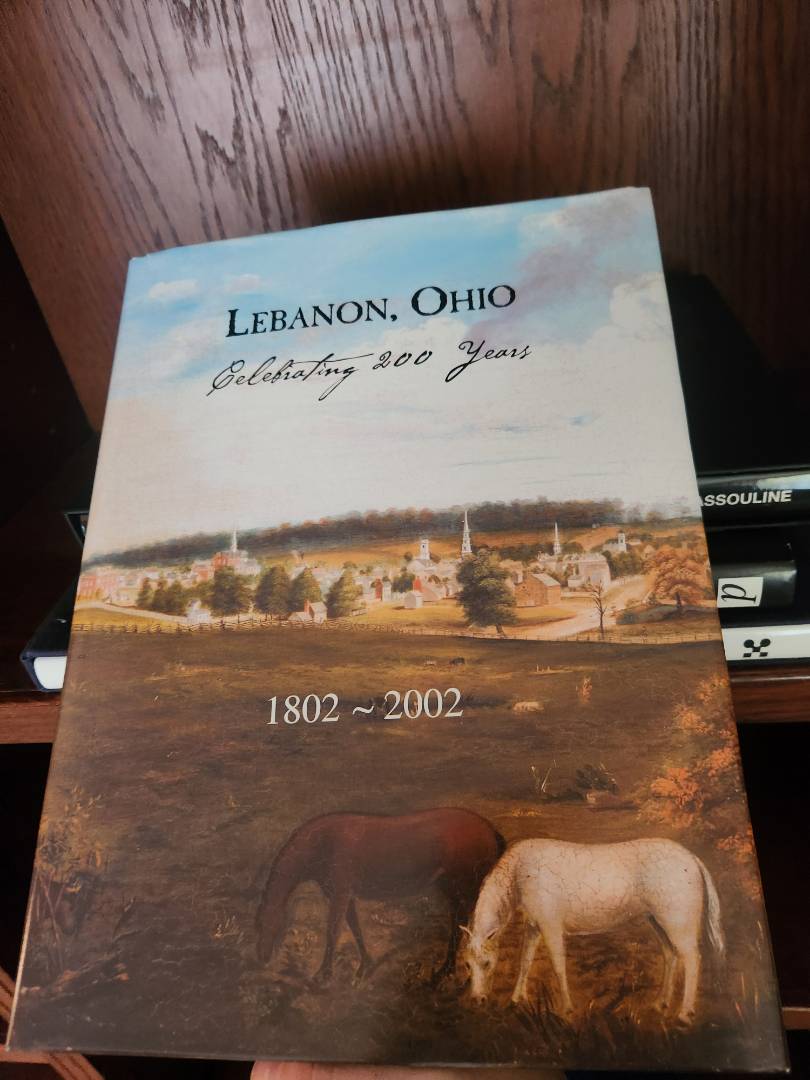 LEBANON, OHIO
Celebrating 200 Years
1802 ~ 2002
ASSOULINE
d